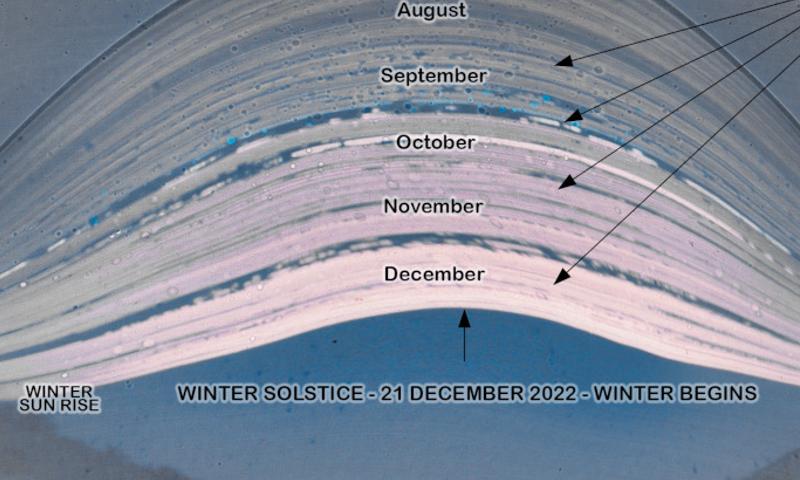 August
September
October
November
December
WINTER
SUN RISE
WINTER SOLSTICE - 21 DECEMBER 2022 - WINTER BEGINS